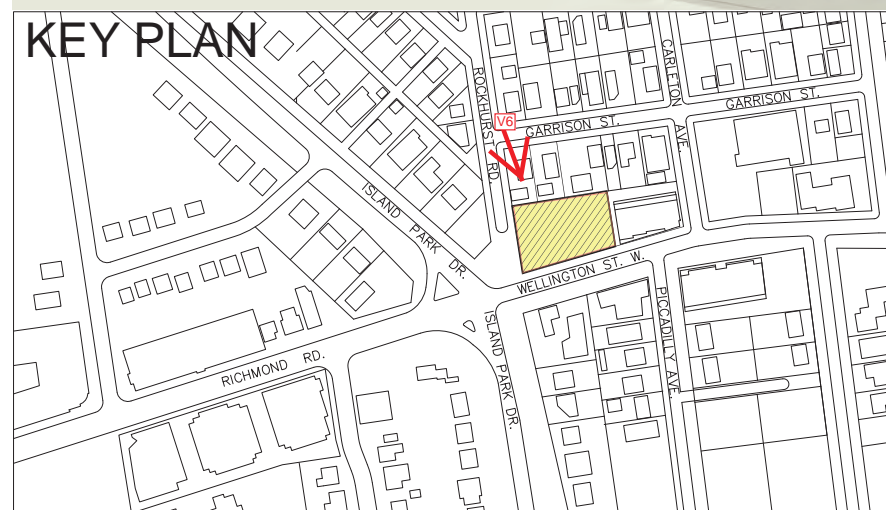 KEY PLAN
ROCKHURST RD.
CARLETON AVE.
GARRISON ST.
V6
GARRISON ST.
ISLAND PARK DR.
WELLINGTON ST. W.
PICCADILLY AVE.
ISLAND PARK DR.
RICHMOND RD.